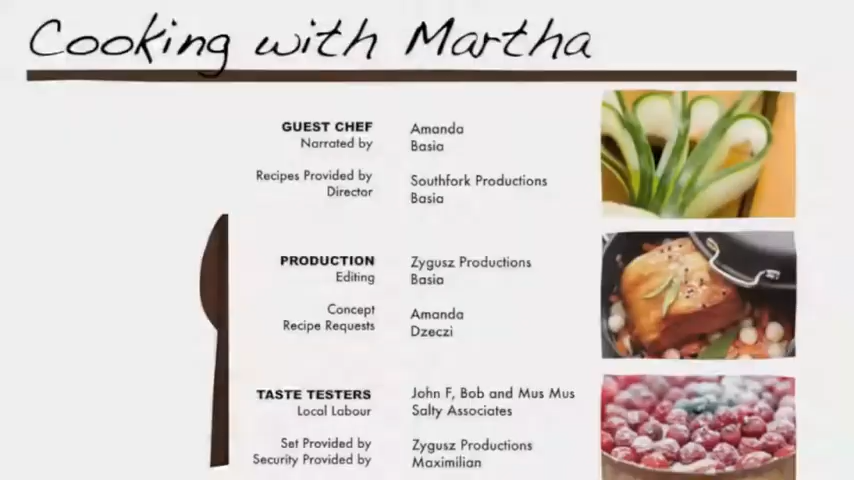 Cooking with Martha
GUEST CHEF Amanda
Narrated by Basia
Recipes Provided by Southfork Productions
Director Basia
PRODUCTION Zygusz Productions
Editing Basia
Concept Amanda
Recipe Requests Dzeczi
TASTE TESTERS John F, Bob and Mus Mus
Local Labour Salty Associates
Set Provided by Zygusz Productions
Security Provided by Maximilian